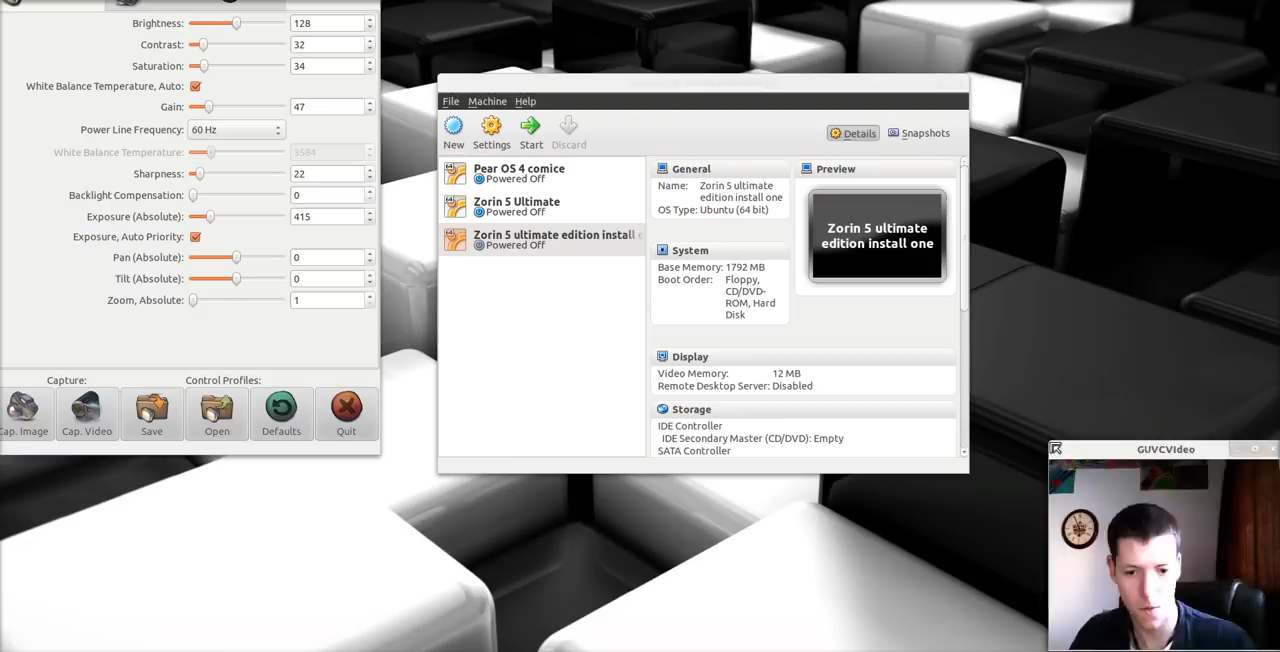 Brightness: 128
Contrast: 32
Saturation: 34
White Balance Temperature, Auto:
Gain: 47
Power Line Frequency: 60 Hz
White Balance Temperature: 3584
Sharpness: 22
Backlight Compensation: 0
Exposure (Absolute): 415
Exposure, Auto Priority:
Pan (Absolute): 0
Tilt (Absolute): 0
Zoom, Absolute: 1
Capture: Control Profiles:
Cap. Image Cap. Video Save Open Defaults Quit
File Machine Help
New Settings Start Discard
Details Snapshots
Pear OS 4 comice
Powered Off
Zorin 5 Ultimate
Powered Off
Zorin 5 ultimate edition install
Powered Off
General
Name: Zorin 5 ultimate
edition install one
OS Type: Ubuntu (64 bit)
System
Base Memory: 1792 MB
Boot Order: Floppy,
CD/DVD-
ROM, Hard
Disk
Preview
Zorin 5 ultimate
edition install one
Display
Video Memory: 12 MB
Remote Desktop Server: Disabled
Storage
IDE Controller
IDE Secondary Master (CD/DVD): Empty
SATA Controller
GUVCVideo